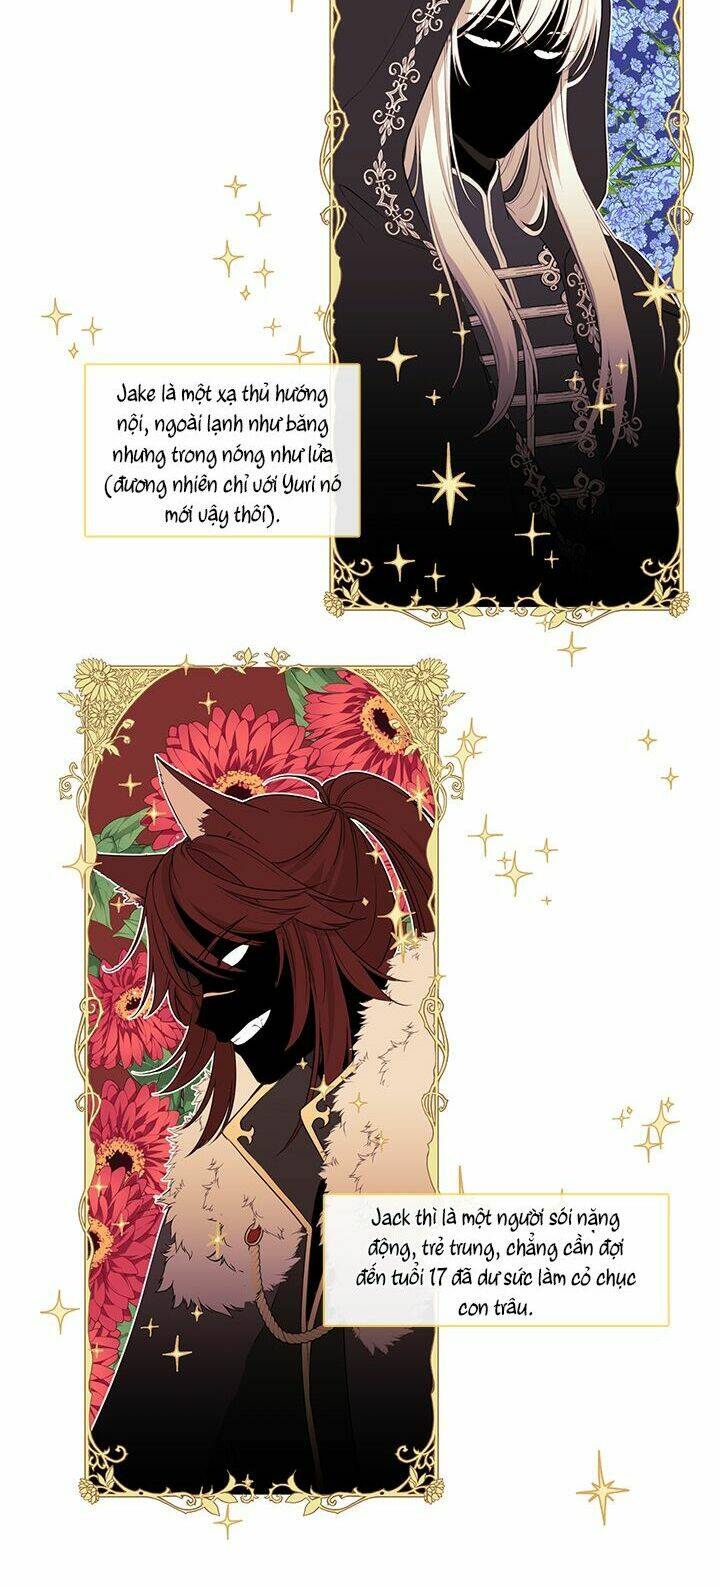 Jake là một xạ thủ hướng
nội, ngoài lạnh như băng
nhưng trong nóng như lửa
(đương nhiên chỉ với Yuri nó
mới vậy thôi).
Jack thì là một người sói nặng
động, trẻ trung, chẳng cần đợi
đến tuổi 17 đã dư sức làm cỏ chục
con trâu.